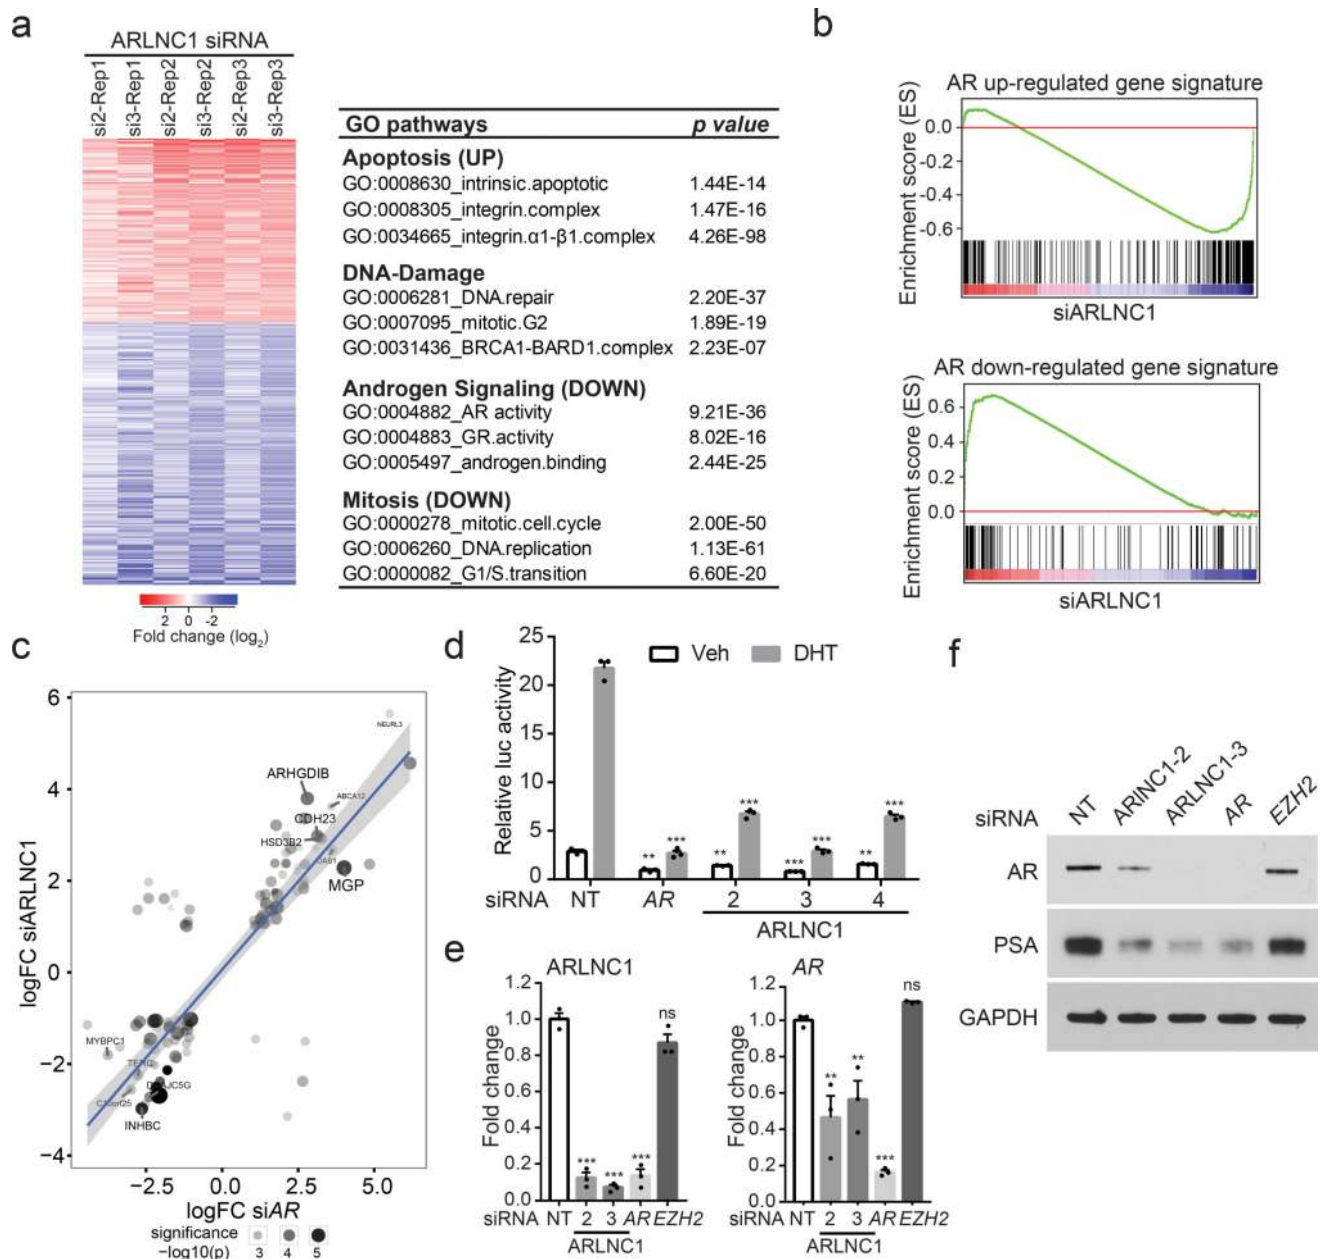 a
ARLNC1 siRNA
si2-Rep1
si3-Rep1
si2-Rep2
si3-Rep2
si2-Rep3
si3-Rep3
2 0 -2
Fold change (log2)
GO pathways p value
Apoptosis (UP)
GO:0008630_intrinsic.apoptotic 1.44E-14
GO:0008305_integrin.complex 1.47E-16
GO:0034665_integrin.α1-β1.complex 4.26E-98
DNA-Damage
GO:0006281_DNA.repair 2.20E-37
GO:0007095_mitotic.G2 1.89E-19
GO:0031436_BRCA1-BARD1.complex 2.23E-07
Androgen Signaling (DOWN)
GO:0004882_AR activity 9.21E-36
GO:0004883_GR.activity 8.02E-16
GO:0005497_androgen.binding 2.44E-25
Mitosis (DOWN)
GO:0000278_mitotic.cell.cycle 2.00E-50
GO:0006260_DNA.replication 1.13E-61
GO:0000082_G1/S.transition 6.60E-20
b
AR up-regulated gene signature
Enrichment score (ES)
0.0
-0.2
-0.4
-0.6
siARLNC1
AR down-regulated gene signature
Enrichment score (ES)
0.6
0.4
0.2
0.0
siARLNC1
c
logFC siARLNC1
6
4
2
0
−2
−4
NEURL3
ARHGDIB
ABCA12
CDH23
HSD3B2
GAB1
MGP
MYBPC1
INHBC
−2.5 0.0 2.5 5.0
logFC siAR
significance
−log10(p) 3 4 5
d
Relative luc activity
25
20
15
10
5
0
Veh DHT
** *** ** *** *** *** ** ***
siRNA NT AR 2 3 4
ARLNC1
e
ARLNC1
Fold change
1.2
1.0
0.8
0.6
0.4
0.2
0.0
*** *** *** ns
siRNA NT 2 3 AR EZH2
ARLNC1
AR
Fold change
1.2
1.0
0.8
0.6
0.4
0.2
0.0
** ** *** ns
siRNA NT 2 3 AR EZH2
ARLNC1
f
siRNA NT ARlNC1-2 ARLNC1-3 AR EZH2
AR
PSA
GAPDH